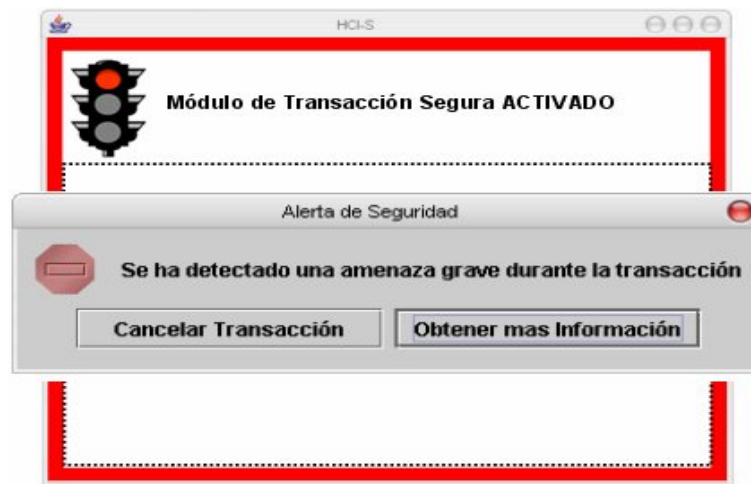 HCI-S
Módulo de Transacción Segura ACTIVADO
Alerta de Seguridad
Se ha detectado una amenaza grave durante la transacción
Cancelar Transacción
Obtener mas Información